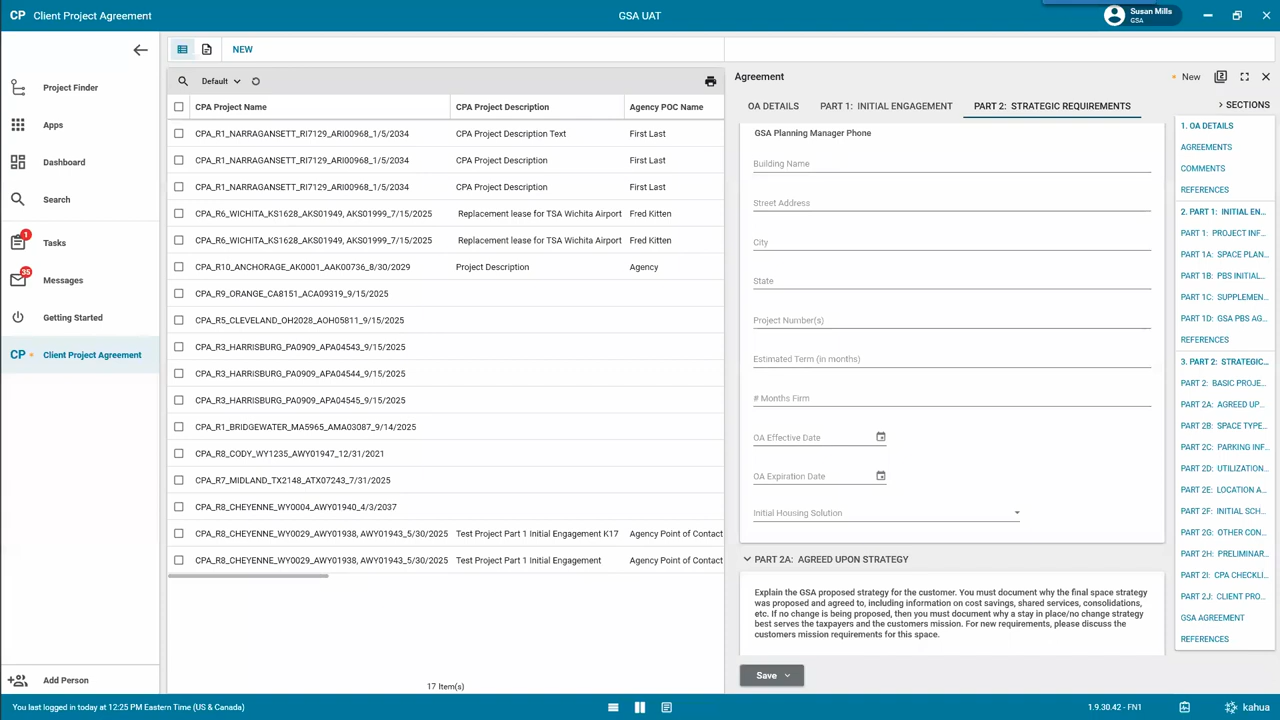 CP Client Project Agreement
GSA UAT
Susan Mills
GSA
Project Finder
Apps
Dashboard
Search
1
Tasks
35
Messages
Getting Started
CP Client Project Agreement
Add Person
NEW
Default
CPA Project Name CPA Project Description Agency POC Name
CPA_R1_NARRAGANSETT_RI7129_ARI00968_1/5/2034 CPA Project Description Text First Last
CPA_R1_NARRAGANSETT_RI7129_ARI00968_1/5/2034 CPA Project Description First Last
CPA_R1_NARRAGANSETT_RI7129_ARI00968_1/5/2034 CPA Project Description First Last
CPA_R6_WICHITA_KS1628_AKS01949, AKS01999_7/15/2025 Replacement lease for TSA Wichita Airport Fred Kitten
CPA_R6_WICHITA_KS1628_AKS01949, AKS01999_7/15/2025 Replacement lease for TSA Wichita Airport Fred Kitten
CPA_R10_ANCHORAGE_AK0001_AAK00736_8/30/2029 Project Description Agency
CPA_R9_ORANGE_CA8151_ACA09319_9/15/2025
CPA_R5_CLEVELAND_OH2028_AOH05811_9/15/2025
CPA_R3_HARRISBURG_PA0909_APA04543_9/15/2025
CPA_R3_HARRISBURG_PA0909_APA04544_9/15/2025
CPA_R3_HARRISBURG_PA0909_APA04545_9/15/2025
CPA_R1_BRIDGEWATER_MA5965_AMA03087_9/14/2025
CPA_R8_CODY_WY1235_AWY01947_12/31/2021
CPA_R7_MIDLAND_TX2148_ATX07243_7/31/2025
CPA_R8_CHEYENNE_WY0004_AWY01940_4/3/2037
CPA_R8_CHEYENNE_WY0029_AWY01938, AWY01943_5/30/2025 Test Project Part 1 Initial Engagement K17 Agency Point of Contact
CPA_R8_CHEYENNE_WY0029_AWY01938, AWY01943_5/30/2025 Test Project Part 1 Initial Engagement Agency Point of Contact
17 Item(s)
Agreement
New
OA DETAILS PART 1: INITIAL ENGAGEMENT PART 2: STRATEGIC REQUIREMENTS
GSA Planning Manager Phone
Building Name
Street Address
City
State
Project Number(s)
Estimated Term (in months)
# Months Firm
OA Effective Date
OA Expiration Date
Initial Housing Solution
PART 2A: AGREED UPON STRATEGY
Explain the GSA proposed strategy for the customer. You must document why the final space strategy
was proposed and agreed to, including information on cost savings, shared services, consolidations,
etc. If no change is being proposed, then you must document why a stay in place/no change strategy
best serves the taxpayers and the customers mission. For new requirements, please discuss the
customers mission requirements for this space.
Save
SECTIONS
1. OA DETAILS
AGREEMENTS
COMMENTS
REFERENCES
2. PART 1: INITIAL EN...
PART 1: PROJECT INF...
PART 1A: SPACE PLAN...
PART 1B: PBS INITIAL...
PART 1C: SUPPLEMEN...
PART 1D: GSA PBS AG...
REFERENCES
3. PART 2: STRATEGIC...
PART 2: BASIC PROJE...
PART 2A: AGREED UP...
PART 2B: SPACE TYPE...
PART 2C: PARKING INF...
PART 2D: UTILIZATION...
PART 2E: LOCATION A...
PART 2F: INITIAL SCH...
PART 2G: OTHER CON...
PART 2H: PRELIMINAR...
PART 2I: CPA CHECKLI...
PART 2J: CLIENT PRO...
GSA AGREEMENT
REFERENCES
You last logged in today at 12:25 PM Eastern Time (US & Canada)
1.9.30.42 - FN1
kahua